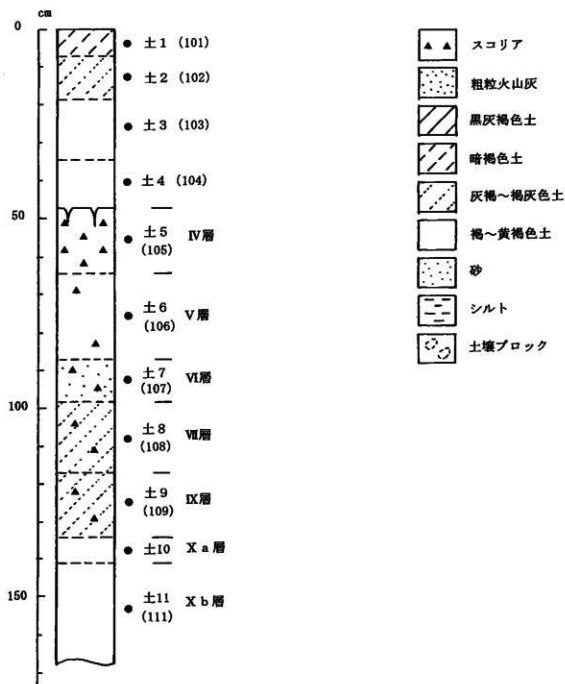 cm
0
土1 (101)
土2 (102)
土3 (103)
土4 (104)
50
土5 IV層
(105)
土6 V層
(106)
土7 VI層
(107)
100
土8 VII層
(108)
土9 IX層
(109)
土10 Xa層
土11 Xb層
(111)
150
スコリア
粗粒火山灰
黒灰褐色土
暗褐色土
灰褐~褐灰色土
褐~黄褐色土
砂
シルト
土壌ブロック